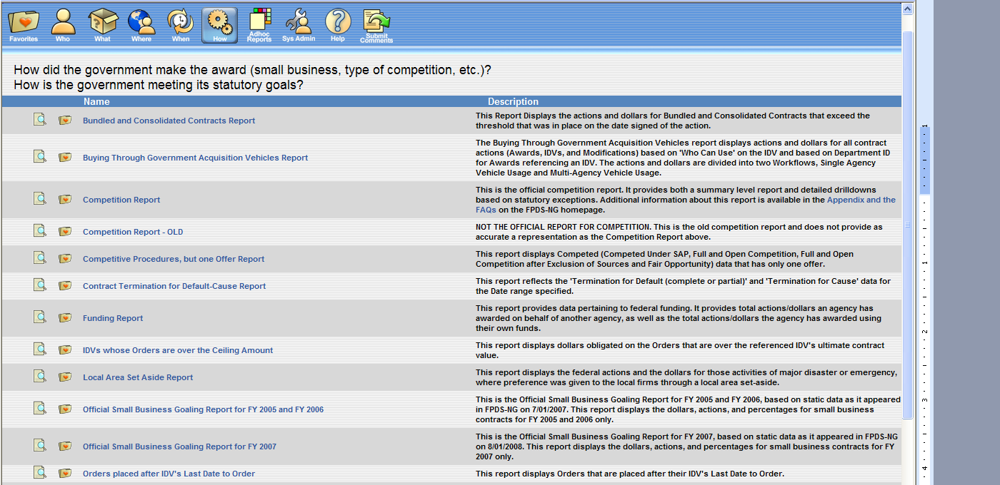 Favorites
Who
What
Where
When
How
Adhoc
Reports
Sys Admin
Help
Submit
Comments
How did the government make the award (small business, type of competition, etc.)?
How is the government meeting its statutory goals?
Name Description
Bundled and Consolidated Contracts Report
This Report Displays the actions and dollars for Bundled and Consolidated Contracts that exceed the
threshold that was in place on the date signed of the action.
Buying Through Government Acquisition Vehicles Report
The Buying Through Government Acquisition Vehicles report displays actions and dollars for all contract
actions (Awards, IDVs, and Modifications) based on 'Who Can Use' on the IDV and based on Department ID
for Awards referencing an IDV. The actions and dollars are divided into two Workflows, Single Agency
Vehicle Usage and Multi-Agency Vehicle Usage.
Competition Report
This is the official competition report. It provides both a summary level report and detailed drilldowns
based on statutory exceptions. Additional information about this report is available in the Appendix and the
FAQs on the FPDS-NG homepage.
Competition Report - OLD
NOT THE OFFICIAL REPORT FOR COMPETITION. This is the old competition report and does not provide as
accurate a representation as the Competition Report above.
Competitive Procedures, but one Offer Report
This report displays Competed (Competed Under SAP, Full and Open Competition, Full and Open
Competition after Exclusion of Sources and Fair Opportunity) data that has only one offer.
Contract Termination for Default-Cause Report
This report reflects the 'Termination for Default (complete or partial)' and 'Termination for Cause' data for
the Date range specified.
Funding Report
This report provides data pertaining to federal funding. It provides total actions/dollars an agency has
awarded on behalf of another agency, as well as the total actions/dollars the agency has awarded using
their own funds.
IDVs whose Orders are over the Ceiling Amount
This report displays dollars obligated on the Orders that are over the referenced IDV's ultimate contract
value.
Local Area Set Aside Report
This report displays the federal actions and the dollars for those activities of major disaster or emergency,
where preference was given to the local firms through a local area set-aside.
Official Small Business Goaling Report for FY 2005 and FY 2006
This is the Official Small Business Goaling Report for FY 2005 and FY 2006, based on static data as it appeared
in FPDS-NG on 7/01/2007. This report displays the dollars, actions, and percentages for small business
contracts for FY 2005 and 2006 only.
Official Small Business Goaling Report for FY 2007
This is the Official Small Business Goaling Report for FY 2007, based on static data as it appeared in FPDS-NG
on 8/01/2008. This report displays the dollars, actions, and percentages for small business contracts for FY
2007 only.
Orders placed after IDV's Last Date to Order
This report displays Orders that are placed after their IDV's Last Date to Order.
1
1
2
3
4